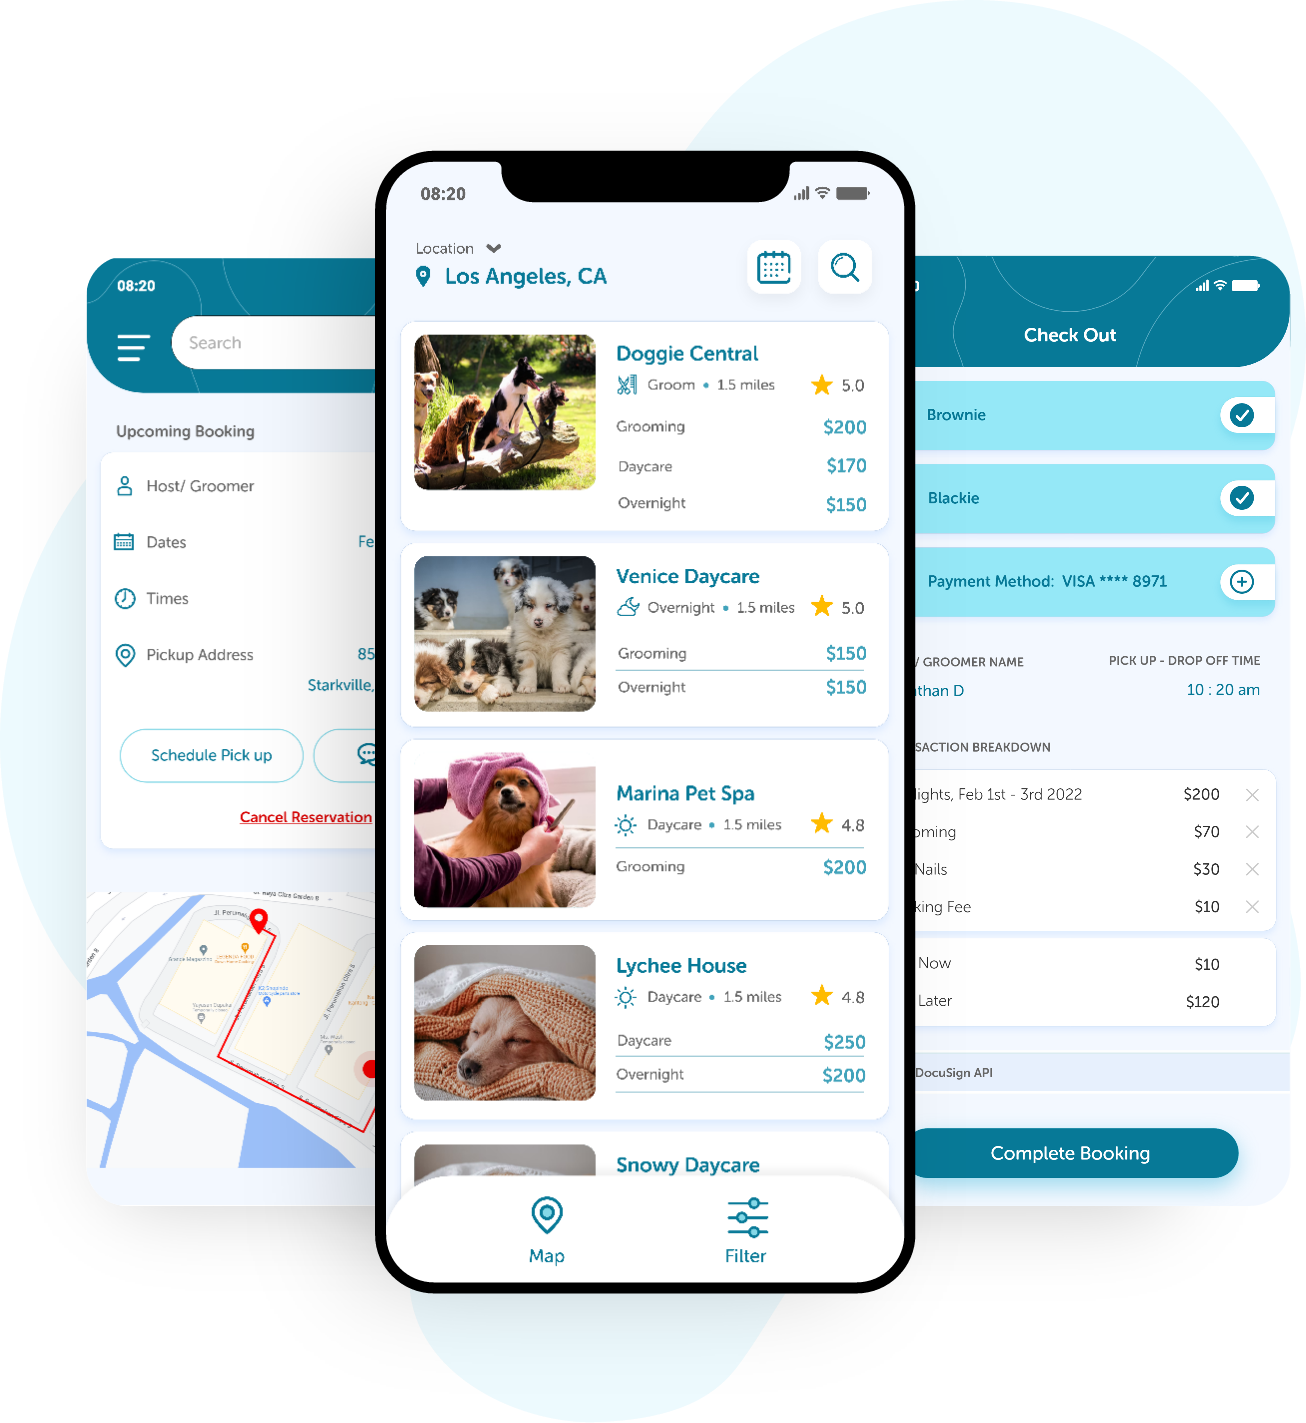 08:20
Search
Upcoming Booking
Host/ Groomer
Dates Fe
Times
Pickup Address 85
Starkville,
Schedule Pick up
Cancel Reservation
08:20
Location
Los Angeles, CA
Doggie Central
Groom • 1.5 miles 5.0
Grooming $200
Daycare $170
Overnight $150
Venice Daycare
Overnight • 1.5 miles 5.0
Grooming $150
Overnight $150
Marina Pet Spa
Daycare • 1.5 miles 4.8
Grooming $200
Lychee House
Daycare • 1.5 miles 4.8
Daycare $250
Overnight $200
Snowy Daycare
Map Filter
Check Out
Brownie
Blackie
Payment Method: VISA **** 8971
/ GROOMER NAME PICK UP - DROP OFF TIME
than D 10 : 20 am
SACTION BREAKDOWN
ights, Feb 1st - 3rd 2022 $200
oming $70
Nails $30
king Fee $10
Now $10
Later $120
DocuSign API
Complete Booking